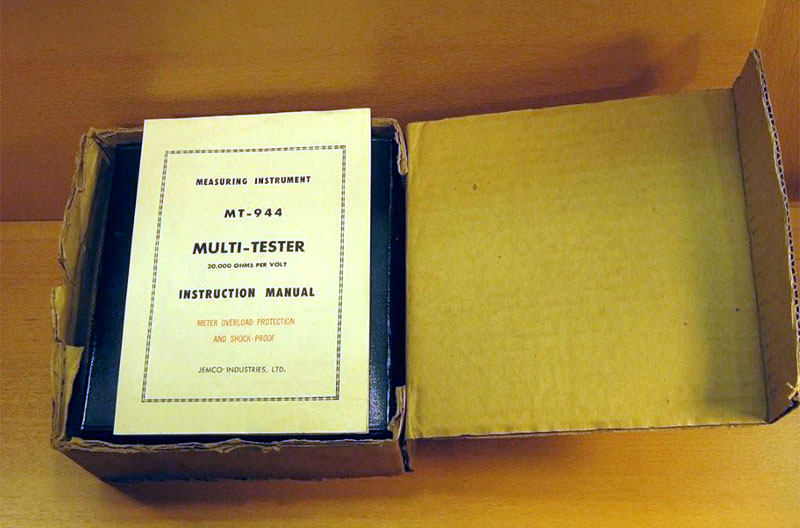 MEASURING INSTRUMENT
MT-944
MULTI-TESTER
20,000 OHMS PER VOLT
INSTRUCTION MANUAL
METER OVERLOAD PROTECTION
AND SHOCK-PROOF
JEMCO INDUSTRIES, LTD.